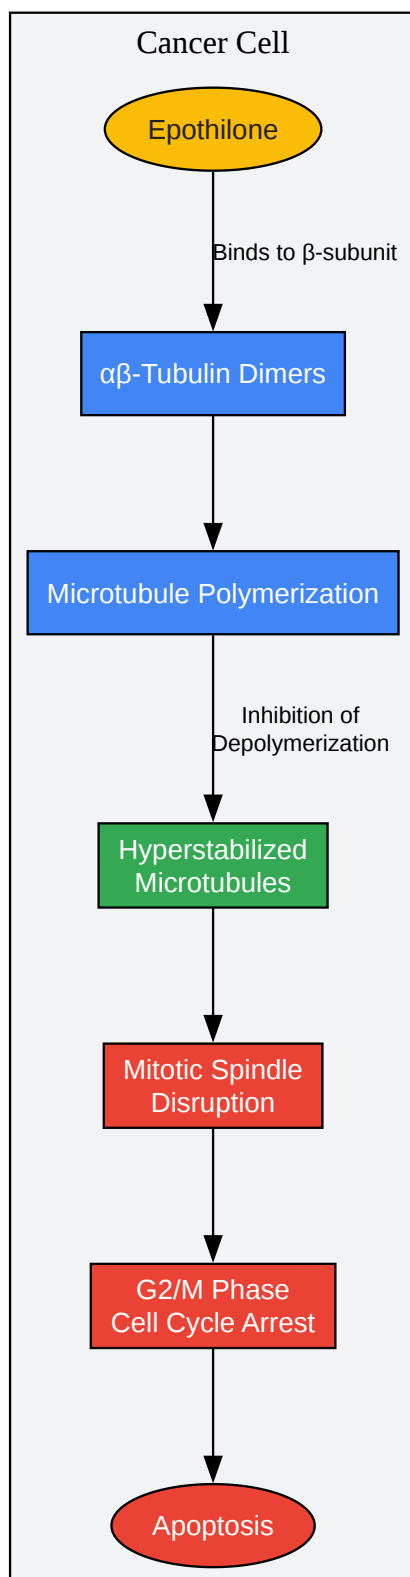 Cancer Cell
Epothilone
Binds to β-subunit
αβ-Tubulin Dimers
Microtubule Polymerization
Inhibition of
Depolymerization
Hyperstabilized
Microtubules
Mitotic Spindle
Disruption
G2/M Phase
Cell Cycle Arrest
Apoptosis